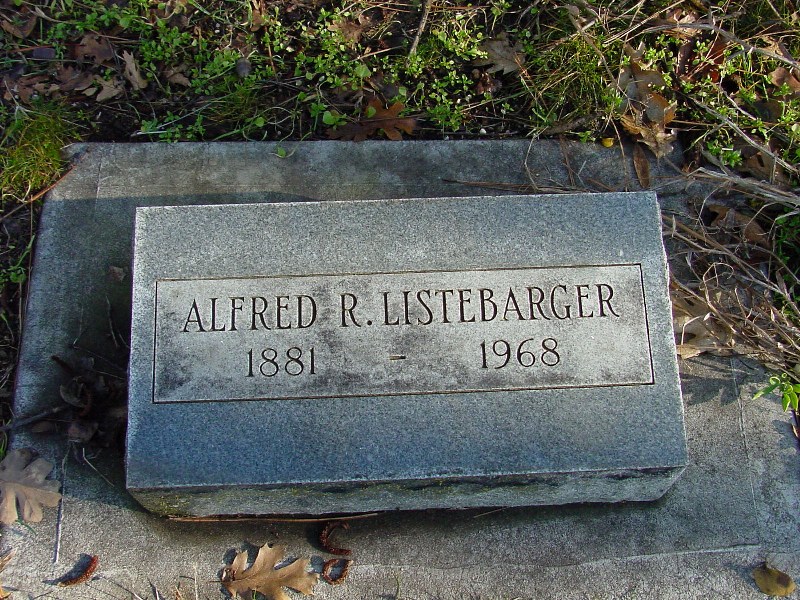 ALFRED R. LISTEBARGER
1881 - 1968